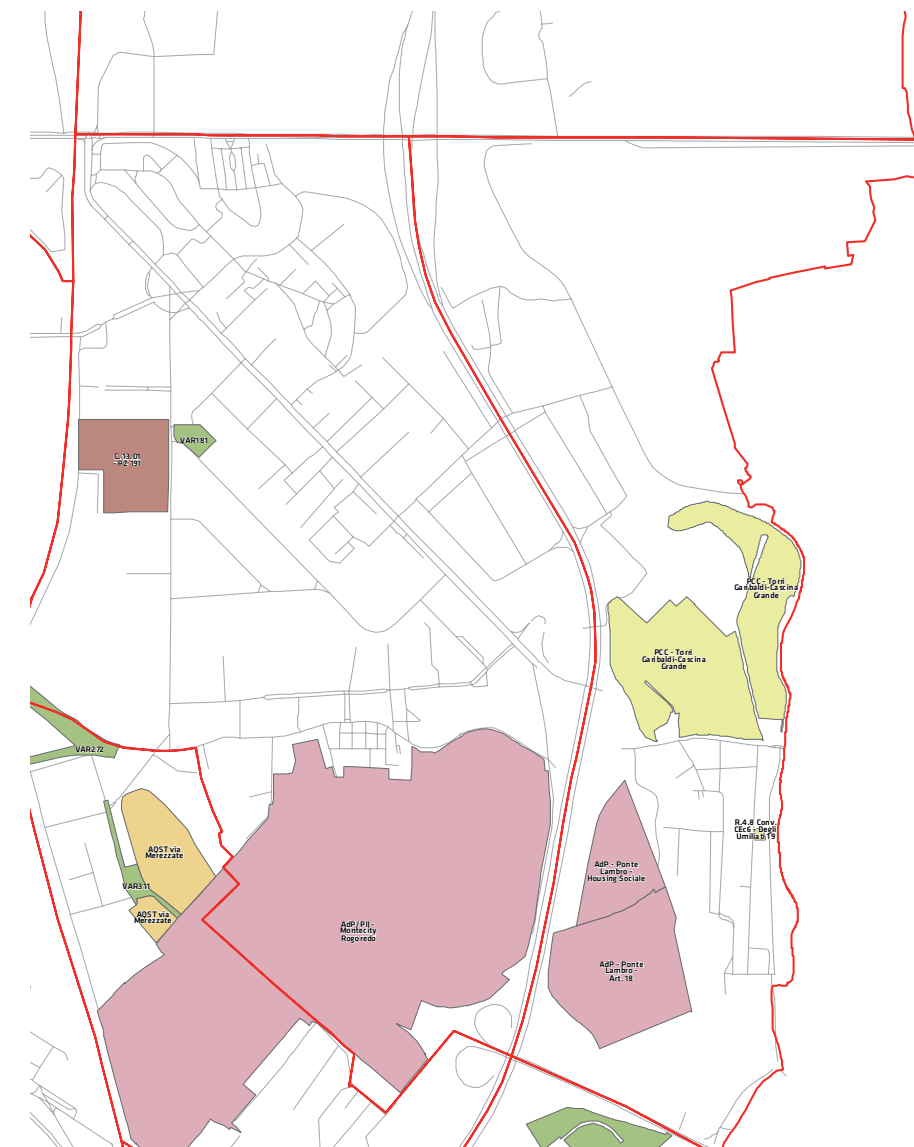 C.13.01
- PZ 191
VAR181
PCC - Torri
Garibaldi-Cascina
Grande
PCC - Torri
Garibaldi-Cascina
Grande
VAR272
R.4.8 Conv.
CEc6 - Degli
Umiliati 19
AQST via
Merezzate
AdP - Ponte
Lambro -
Housing Sociale
VAR311
AQST via
Merezzate
AdP/PII -
Montecity
Rogoredo
AdP - Ponte
Lambro -
Art. 18